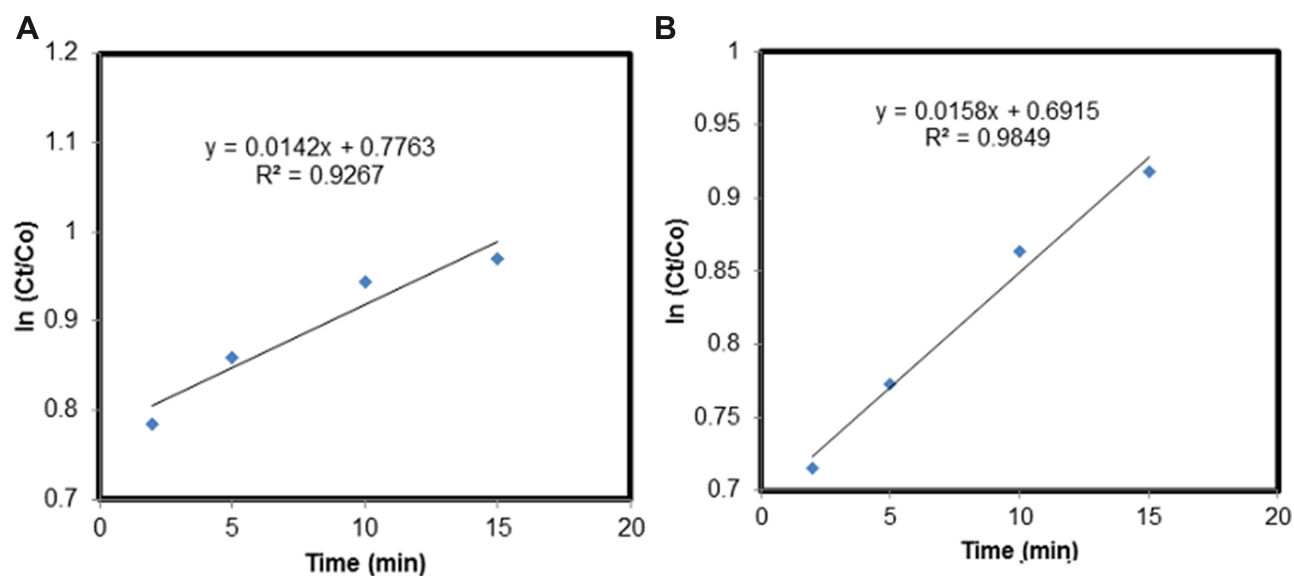 A
1.2
1.1
1
0.9
0.8
0.7
0
5
10
15
20
y = 0.0142x + 0.7763
R² = 0.9267
ln (Ct/Co)
Time (min)
B
1
0.95
0.9
0.85
0.8
0.75
0.7
0
5
10
15
20
y = 0.0158x + 0.6915
R² = 0.9849
ln (Ct/Co)
Time (min)